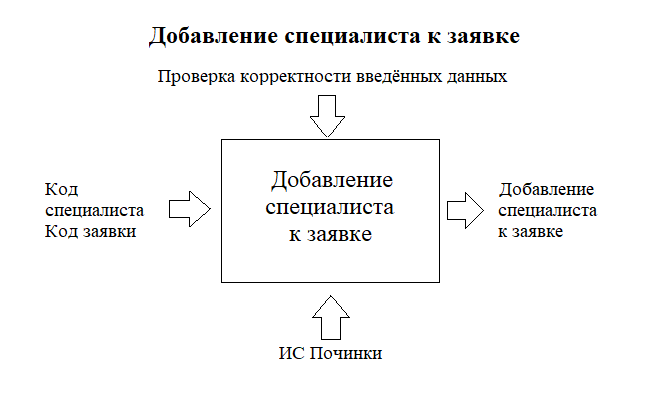 Добавление специалиста к заявке
Проверка корректности введённых данных
Код
специалиста
Код заявки
Добавление
специалиста
к заявке
Добавление
специалиста
к заявке
ИС Починки